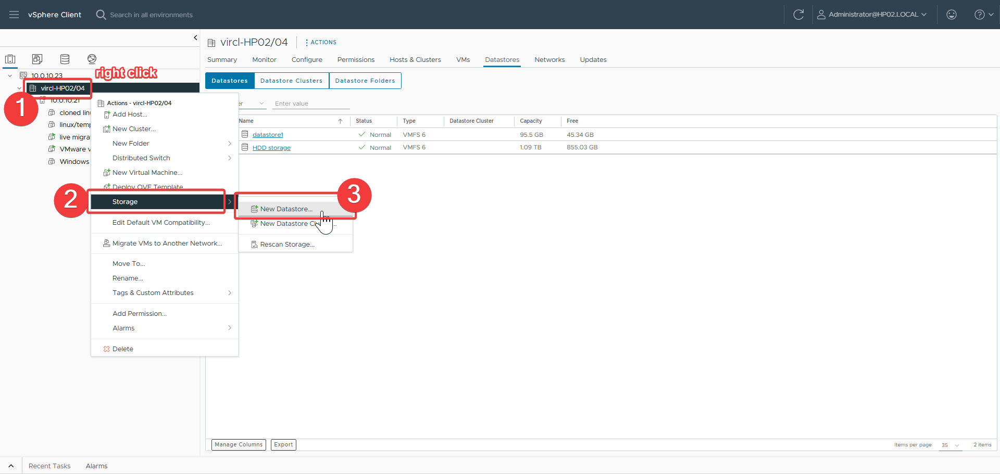 vSphere Client
Search in all environments
Administrator@HP02.LOCAL
vircl-HP02/04
ACTIONS
Summary
Monitor
Configure
Permissions
Hosts & Clusters
VMs
Datastores
Networks
Updates
right click
10.0.10.23
vircl-HP02/04
1
10.0.10.21
cloned lin
linux/temp
live migra
VMware v
Windows
Datastores
Datastore Clusters
Datastore Folders
er
Enter value
Name
Status
Type
Datastore Cluster
Capacity
Free
datastore1
Normal
VMFS 6
95.5 GB
45.34 GB
HDD storage
Normal
VMFS 6
1.09 TB
855.03 GB
Actions - vircl-HP02/04
Add Host...
New Cluster...
New Folder
Distributed Switch
New Virtual Machine...
Deploy OVF Template
2
Storage
3
New Datastore...
New Datastore Cl
Rescan Storage...
Edit Default VM Compatibility...
Migrate VMs to Another Network...
Move To...
Rename...
Tags & Custom Attributes
Add Permission...
Alarms
Delete
Manage Columns
Export
Items per page
35
2 items
Recent Tasks
Alarms